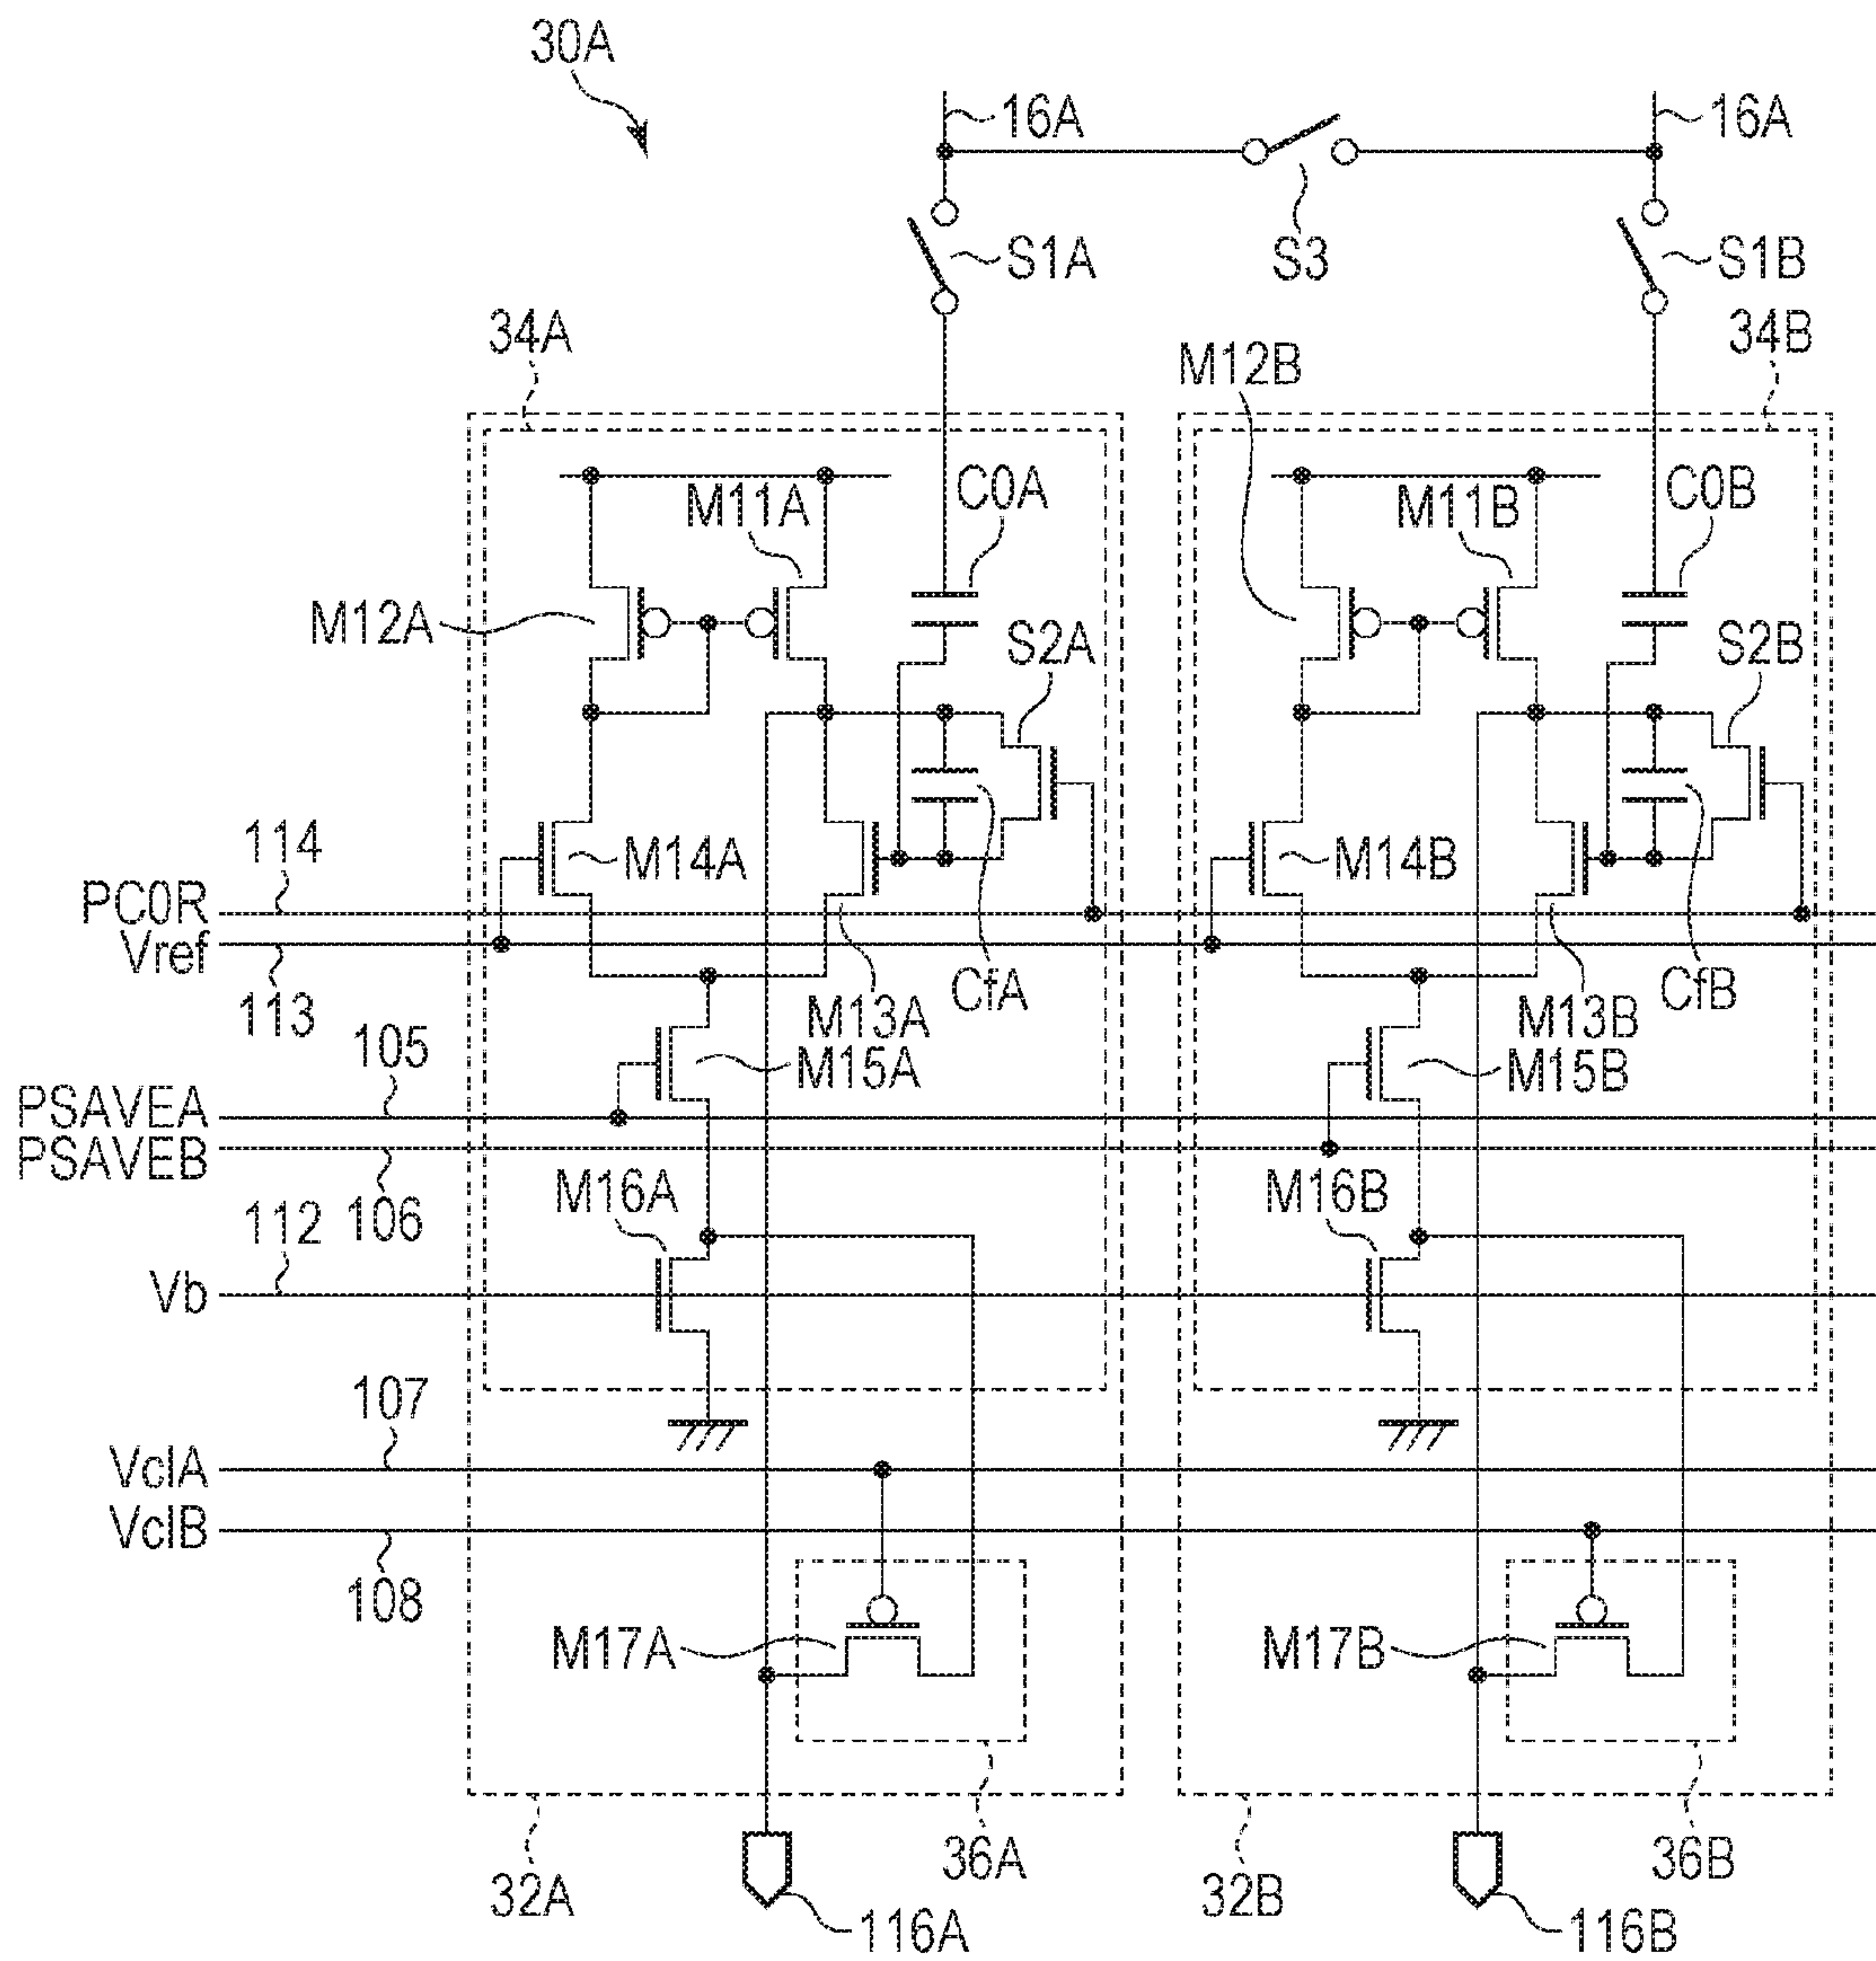 30A
16A
16A
S1A
S3
S1B
34A
34B
M12B
M11A
C0A
M11B
C0B
M12A
S2A
S2B
114
M14A
M14B
PC0R
Vref
CfA
CfB
113
M13A
M13B
105
M15A
M15B
PSAVEA
PSAVEB
106
M16A
M16B
112
Vb
107
VclA
VclB
108
M17A
M17B
32A
36A
32B
36B
116A
116B